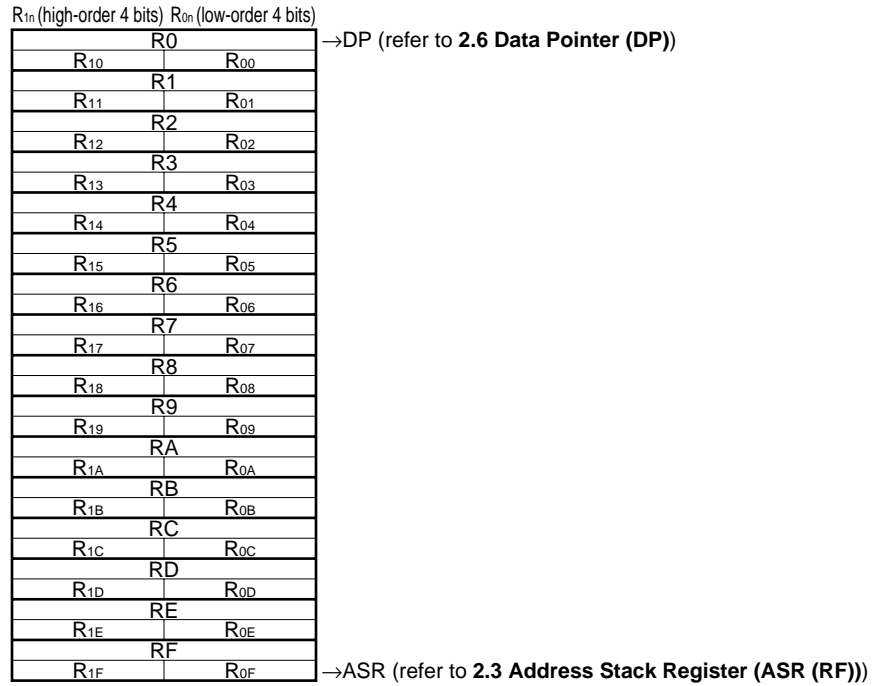 R1n (high-order 4 bits) R0n (low-order 4 bits)
R0 →DP (refer to 2.6 Data Pointer (DP))
R10 R00
R1
R11 R01
R2
R12 R02
R3
R13 R03
R4
R14 R04
R5
R15 R05
R6
R16 R06
R7
R17 R07
R8
R18 R08
R9
R19 R09
RA
R1A R0A
RB
R1B R0B
RC
R1C R0C
RD
R1D R0D
RE
R1E R0E
RF
R1F R0F →ASR (refer to 2.3 Address Stack Register (ASR (RF)))